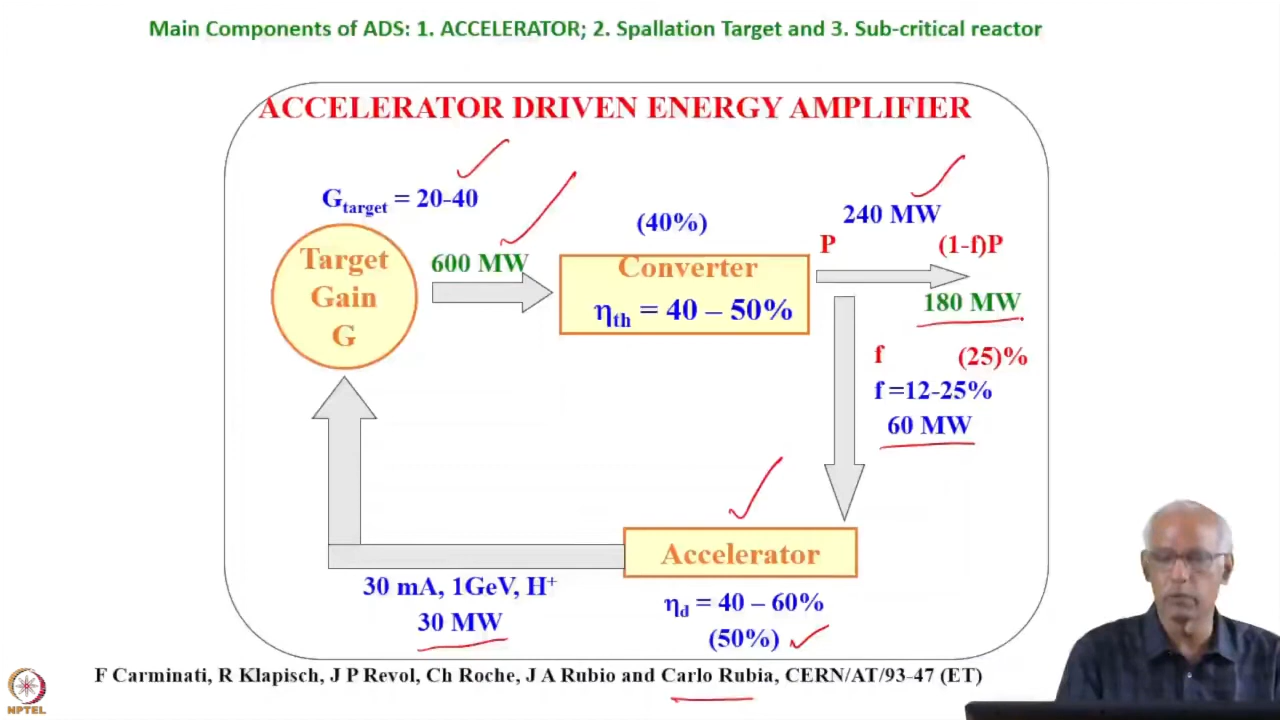 Main Components of ADS: 1. ACCELERATOR; 2. Spallation Target and 3. Sub-critical reactor
ACCELERATOR DRIVEN ENERGY AMPLIFIER
G_target = 20-40
Target
Gain
G
600 MW
(40%)
Converter
η_th = 40 – 50%
240 MW
P (1-f)P
180 MW
f (25)%
f =12-25%
60 MW
Accelerator
30 mA, 1GeV, H⁺
30 MW
η_d = 40 – 60%
(50%)
F Carminati, R Klapisch, J P Revol, Ch Roche, J A Rubio and Carlo Rubia, CERN/AT/93-47 (ET)
NPTEL